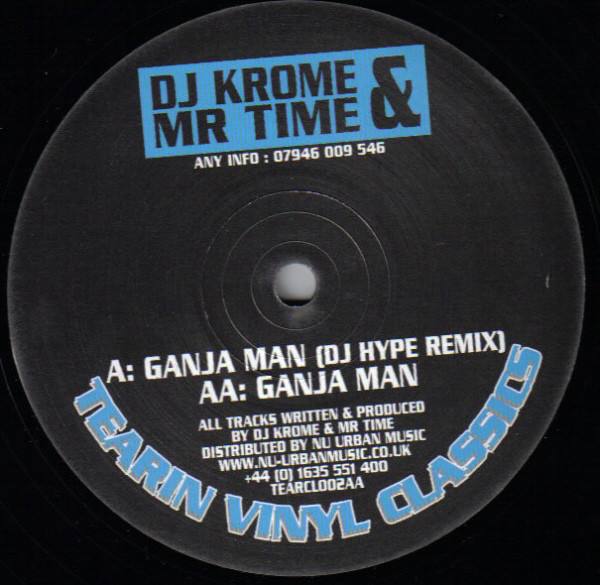 DJ KROME &
MR TIME
ANY INFO : 07946 009 546
A: GANJA MAN (DJ HYPE REMIX)
AA: GANJA MAN
ALL TRACKS WRITTEN & PRODUCED
BY DJ KROME & MR TIME
DISTRIBUTED BY NU URBAN MUSIC
WWW.NU-URBANMUSIC.CO.UK
+44 (0) 1635 551 400
TEARCL002AA
TEARIN VINYL CLASSICS